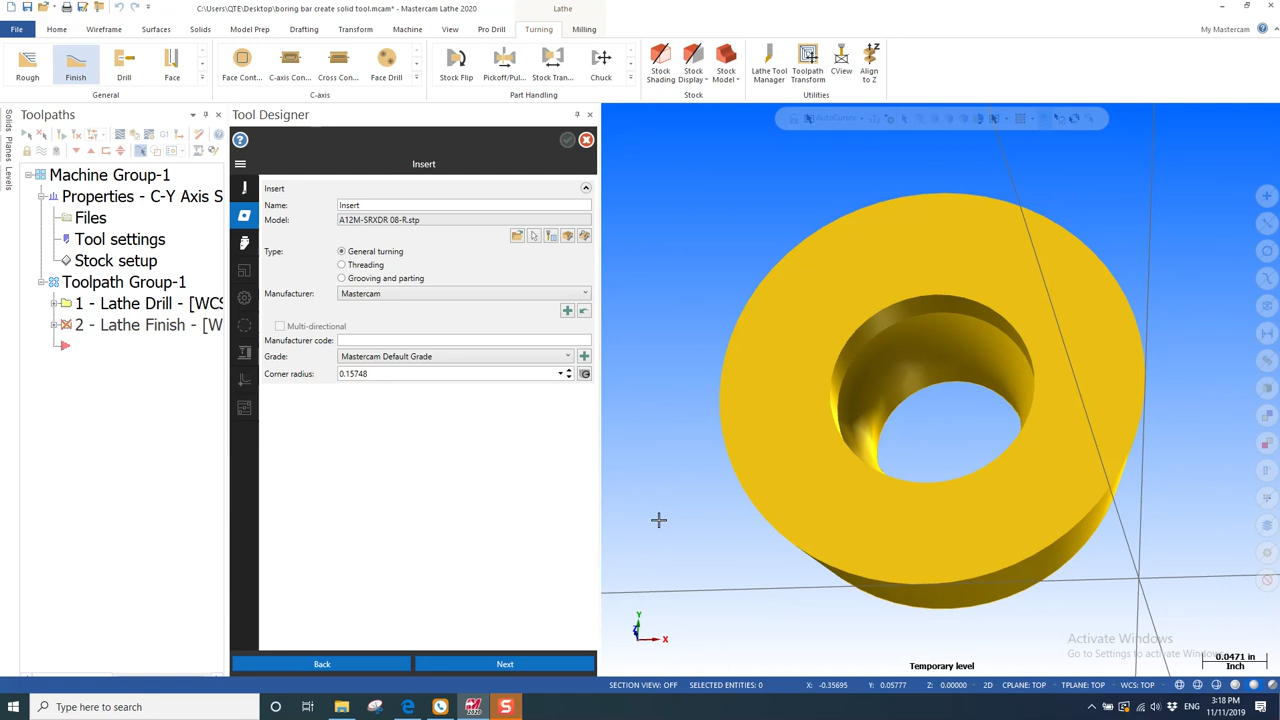 C:\Users\QTE\Desktop\boring bar create solid tool.mcam* - Mastercam Lathe 2020
Lathe
File Home Wireframe Surfaces Solids Model Prep Drafting Transform Machine View Pro Drill Turning Milling
My Mastercam
Rough Finish Drill Face Face Cont... C-axis Con... Cross Con... Face Drill Stock Flip Pickoff/Pul... Stock Tran... Chuck Stock Shading Stock Display Stock Model Lathe Tool Manager Toolpath Transform CView Align to Z
General C-axis Part Handling Stock Utilities
Toolpaths
Tool Designer
Solids Planes Levels
AutoCursor
Insert
Machine Group-1
Properties - C-Y Axis S
Files
Tool settings
Stock setup
Toolpath Group-1
1 - Lathe Drill - [WCS
2 - Lathe Finish - [W
Insert
Name: Insert
Model: A12M-SRXDR 08-R.stp
Type: General turning
Threading
Grooving and parting
Manufacturer: Mastercam
Multi-directional
Manufacturer code:
Grade: Mastercam Default Grade
Corner radius: 0.15748
Back Next
Y
Z
X
Activate Windows
Go to Settings to activate Windows.
0.0471 in
Inch
Temporary level
SECTION VIEW: OFF SELECTED ENTITIES: 0 X: -0.35695 Y: 0.05777 Z: 0.00000 2D CPLANE: TOP TPLANE: TOP WCS: TOP
Type here to search
2020
S
ENG
3:18 PM
11/11/2019